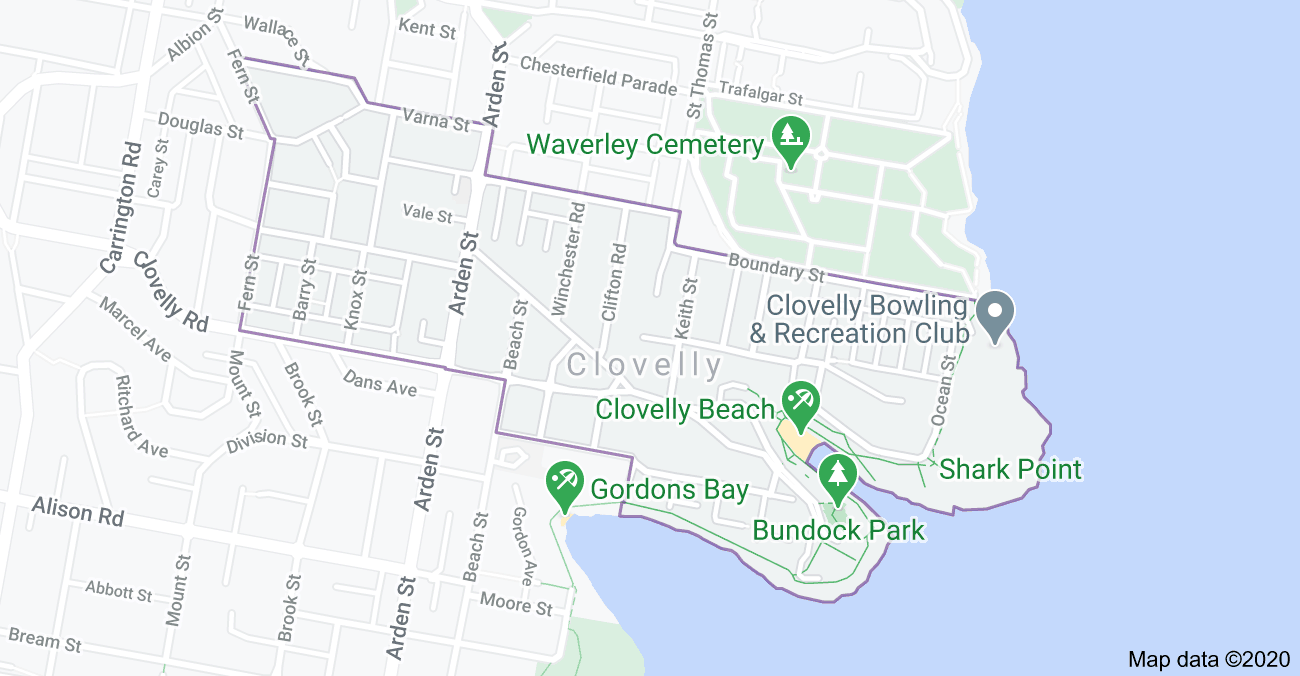 Albion St
Wallace St
Kent St
Arden St
St Thomas St
Fern St
Chesterfield Parade
Trafalgar St
Varna St
Douglas St
Waverley Cemetery
Carey St
Carrington Rd
Vale St
Winchester Rd
Clifton Rd
Arden St
Boundary St
Clovelly Rd
Fern St
Barry St
Knox St
Keith St
Clovelly Bowling
& Recreation Club
Marcel Ave
Beach St
Clovelly
Mount St
Brook St
Dans Ave
Ritchard Ave
Ocean St
Clovelly Beach
Division St
Arden St
Shark Point
Gordons Bay
Alison Rd
Bundock Park
Beach St
Gordon Ave
Abbott St
Mount St
Brook St
Arden St
Moore St
Bream St
Map data ©2020